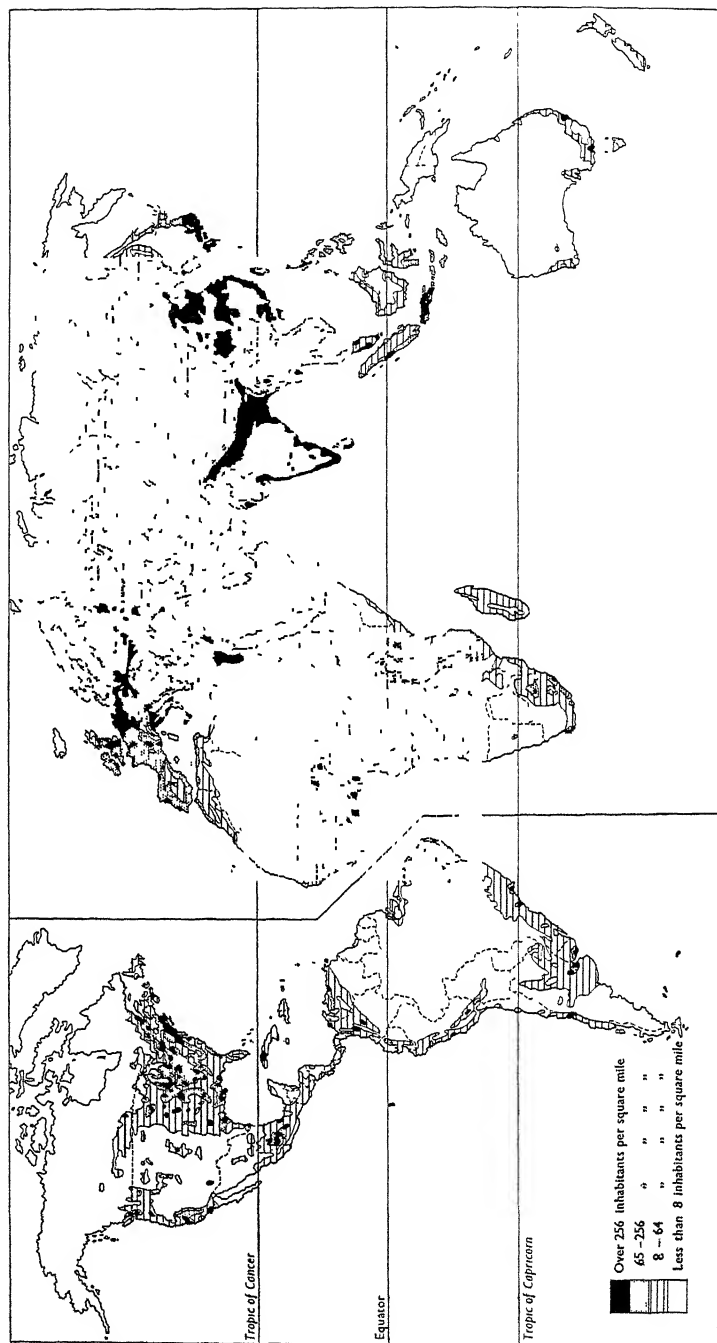 Tropic of Cancer
Equator
Tropic of Capricorn
Over 256 inhabitants per square mile
65 - 256 " " " "
8 - 64 " " " "
Less than 8 inhabitants per square mile